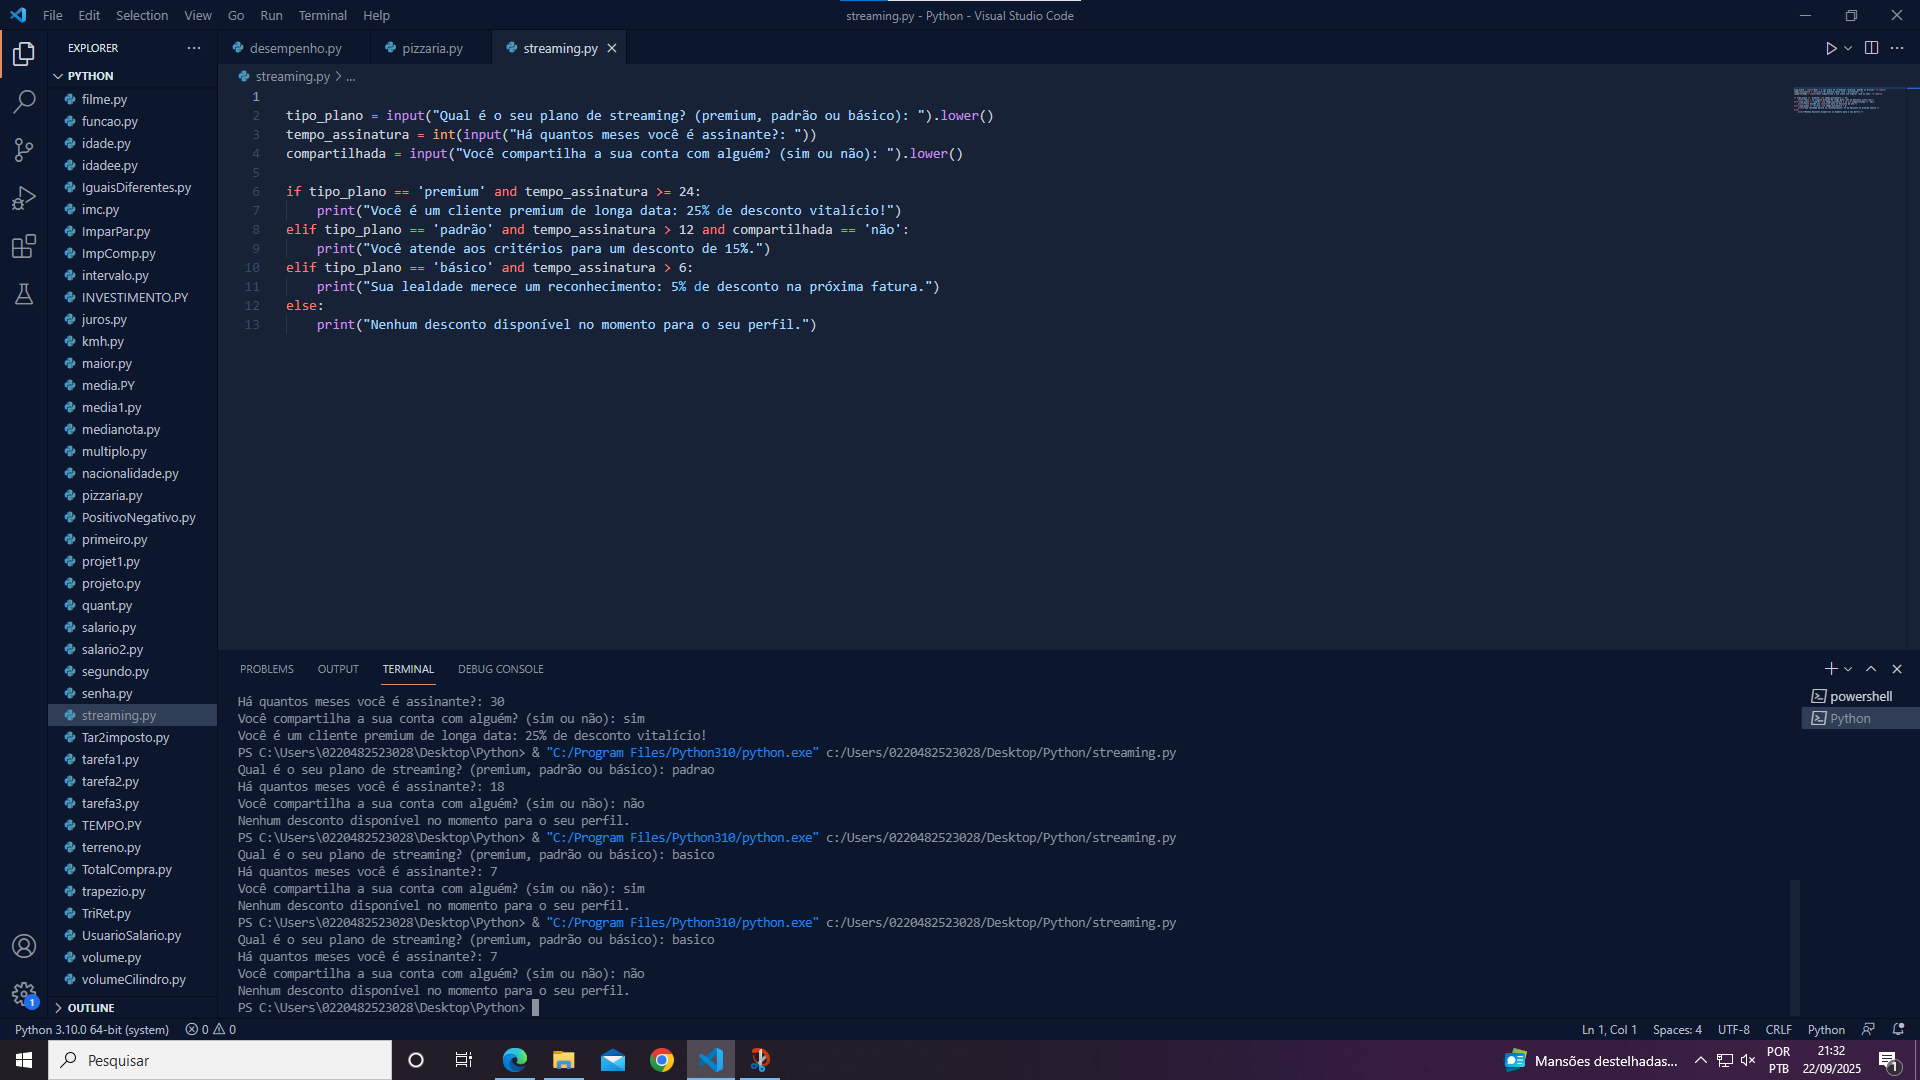 File Edit Selection View Go Run Terminal Help
streaming.py - Python - Visual Studio Code
EXPLORER
PYTHON
filme.py
funcao.py
idade.py
idadee.py
IguaisDiferentes.py
imc.py
ImparPar.py
ImpComp.py
intervalo.py
INVESTIMENTO.PY
juros.py
kmh.py
maior.py
media.PY
media1.py
medianota.py
multiplo.py
nacionalidade.py
pizzaria.py
PositivoNegativo.py
primeiro.py
projet1.py
projeto.py
quant.py
salario.py
salario2.py
segundo.py
senha.py
streaming.py
Tar2imposto.py
tarefa1.py
tarefa2.py
tarefa3.py
TEMPO.PY
terreno.py
TotalCompra.py
trapezio.py
TriRet.py
UsuarioSalario.py
volume.py
volumeCilindro.py
OUTLINE
desempenho.py pizzaria.py streaming.py
streaming.py > ...
1
2 tipo_plano = input("Qual é o seu plano de streaming? (premium, padrão ou básico): ").lower()
3 tempo_assinatura = int(input("Há quantos meses você é assinante?: "))
4 compartilhada = input("Você compartilha a sua conta com alguém? (sim ou não): ").lower()
5
6 if tipo_plano == 'premium' and tempo_assinatura >= 24:
7 print("Você é um cliente premium de longa data: 25% de desconto vitalício!")
8 elif tipo_plano == 'padrão' and tempo_assinatura > 12 and compartilhada == 'não':
9 print("Você atende aos critérios para um desconto de 15%.")
10 elif tipo_plano == 'básico' and tempo_assinatura > 6:
11 print("Sua lealdade merece um reconhecimento: 5% de desconto na próxima fatura.")
12 else:
13 print("Nenhum desconto disponível no momento para o seu perfil.")
PROBLEMS OUTPUT TERMINAL DEBUG CONSOLE
Há quantos meses você é assinante?: 30
Você compartilha a sua conta com alguém? (sim ou não): sim
Você é um cliente premium de longa data: 25% de desconto vitalício!
PS C:\Users\0220482523028\Desktop\Python> & "C:/Program Files/Python310/python.exe" c:/Users/0220482523028/Desktop/Python/streaming.py
Qual é o seu plano de streaming? (premium, padrão ou básico): padrao
Há quantos meses você é assinante?: 18
Você compartilha a sua conta com alguém? (sim ou não): não
Nenhum desconto disponível no momento para o seu perfil.
PS C:\Users\0220482523028\Desktop\Python> & "C:/Program Files/Python310/python.exe" c:/Users/0220482523028/Desktop/Python/streaming.py
Qual é o seu plano de streaming? (premium, padrão ou básico): basico
Há quantos meses você é assinante?: 7
Você compartilha a sua conta com alguém? (sim ou não): sim
Nenhum desconto disponível no momento para o seu perfil.
PS C:\Users\0220482523028\Desktop\Python> & "C:/Program Files/Python310/python.exe" c:/Users/0220482523028/Desktop/Python/streaming.py
Qual é o seu plano de streaming? (premium, padrão ou básico): basico
Há quantos meses você é assinante?: 7
Você compartilha a sua conta com alguém? (sim ou não): não
Nenhum desconto disponível no momento para o seu perfil.
PS C:\Users\0220482523028\Desktop\Python>
powershell
Python
1
Python 3.10.0 64-bit (system) 0 0
Ln 1, Col 1 Spaces: 4 UTF-8 CRLF Python
Pesquisar
Mansões destelhadas...
POR
PTB
21:32
22/09/2025
1